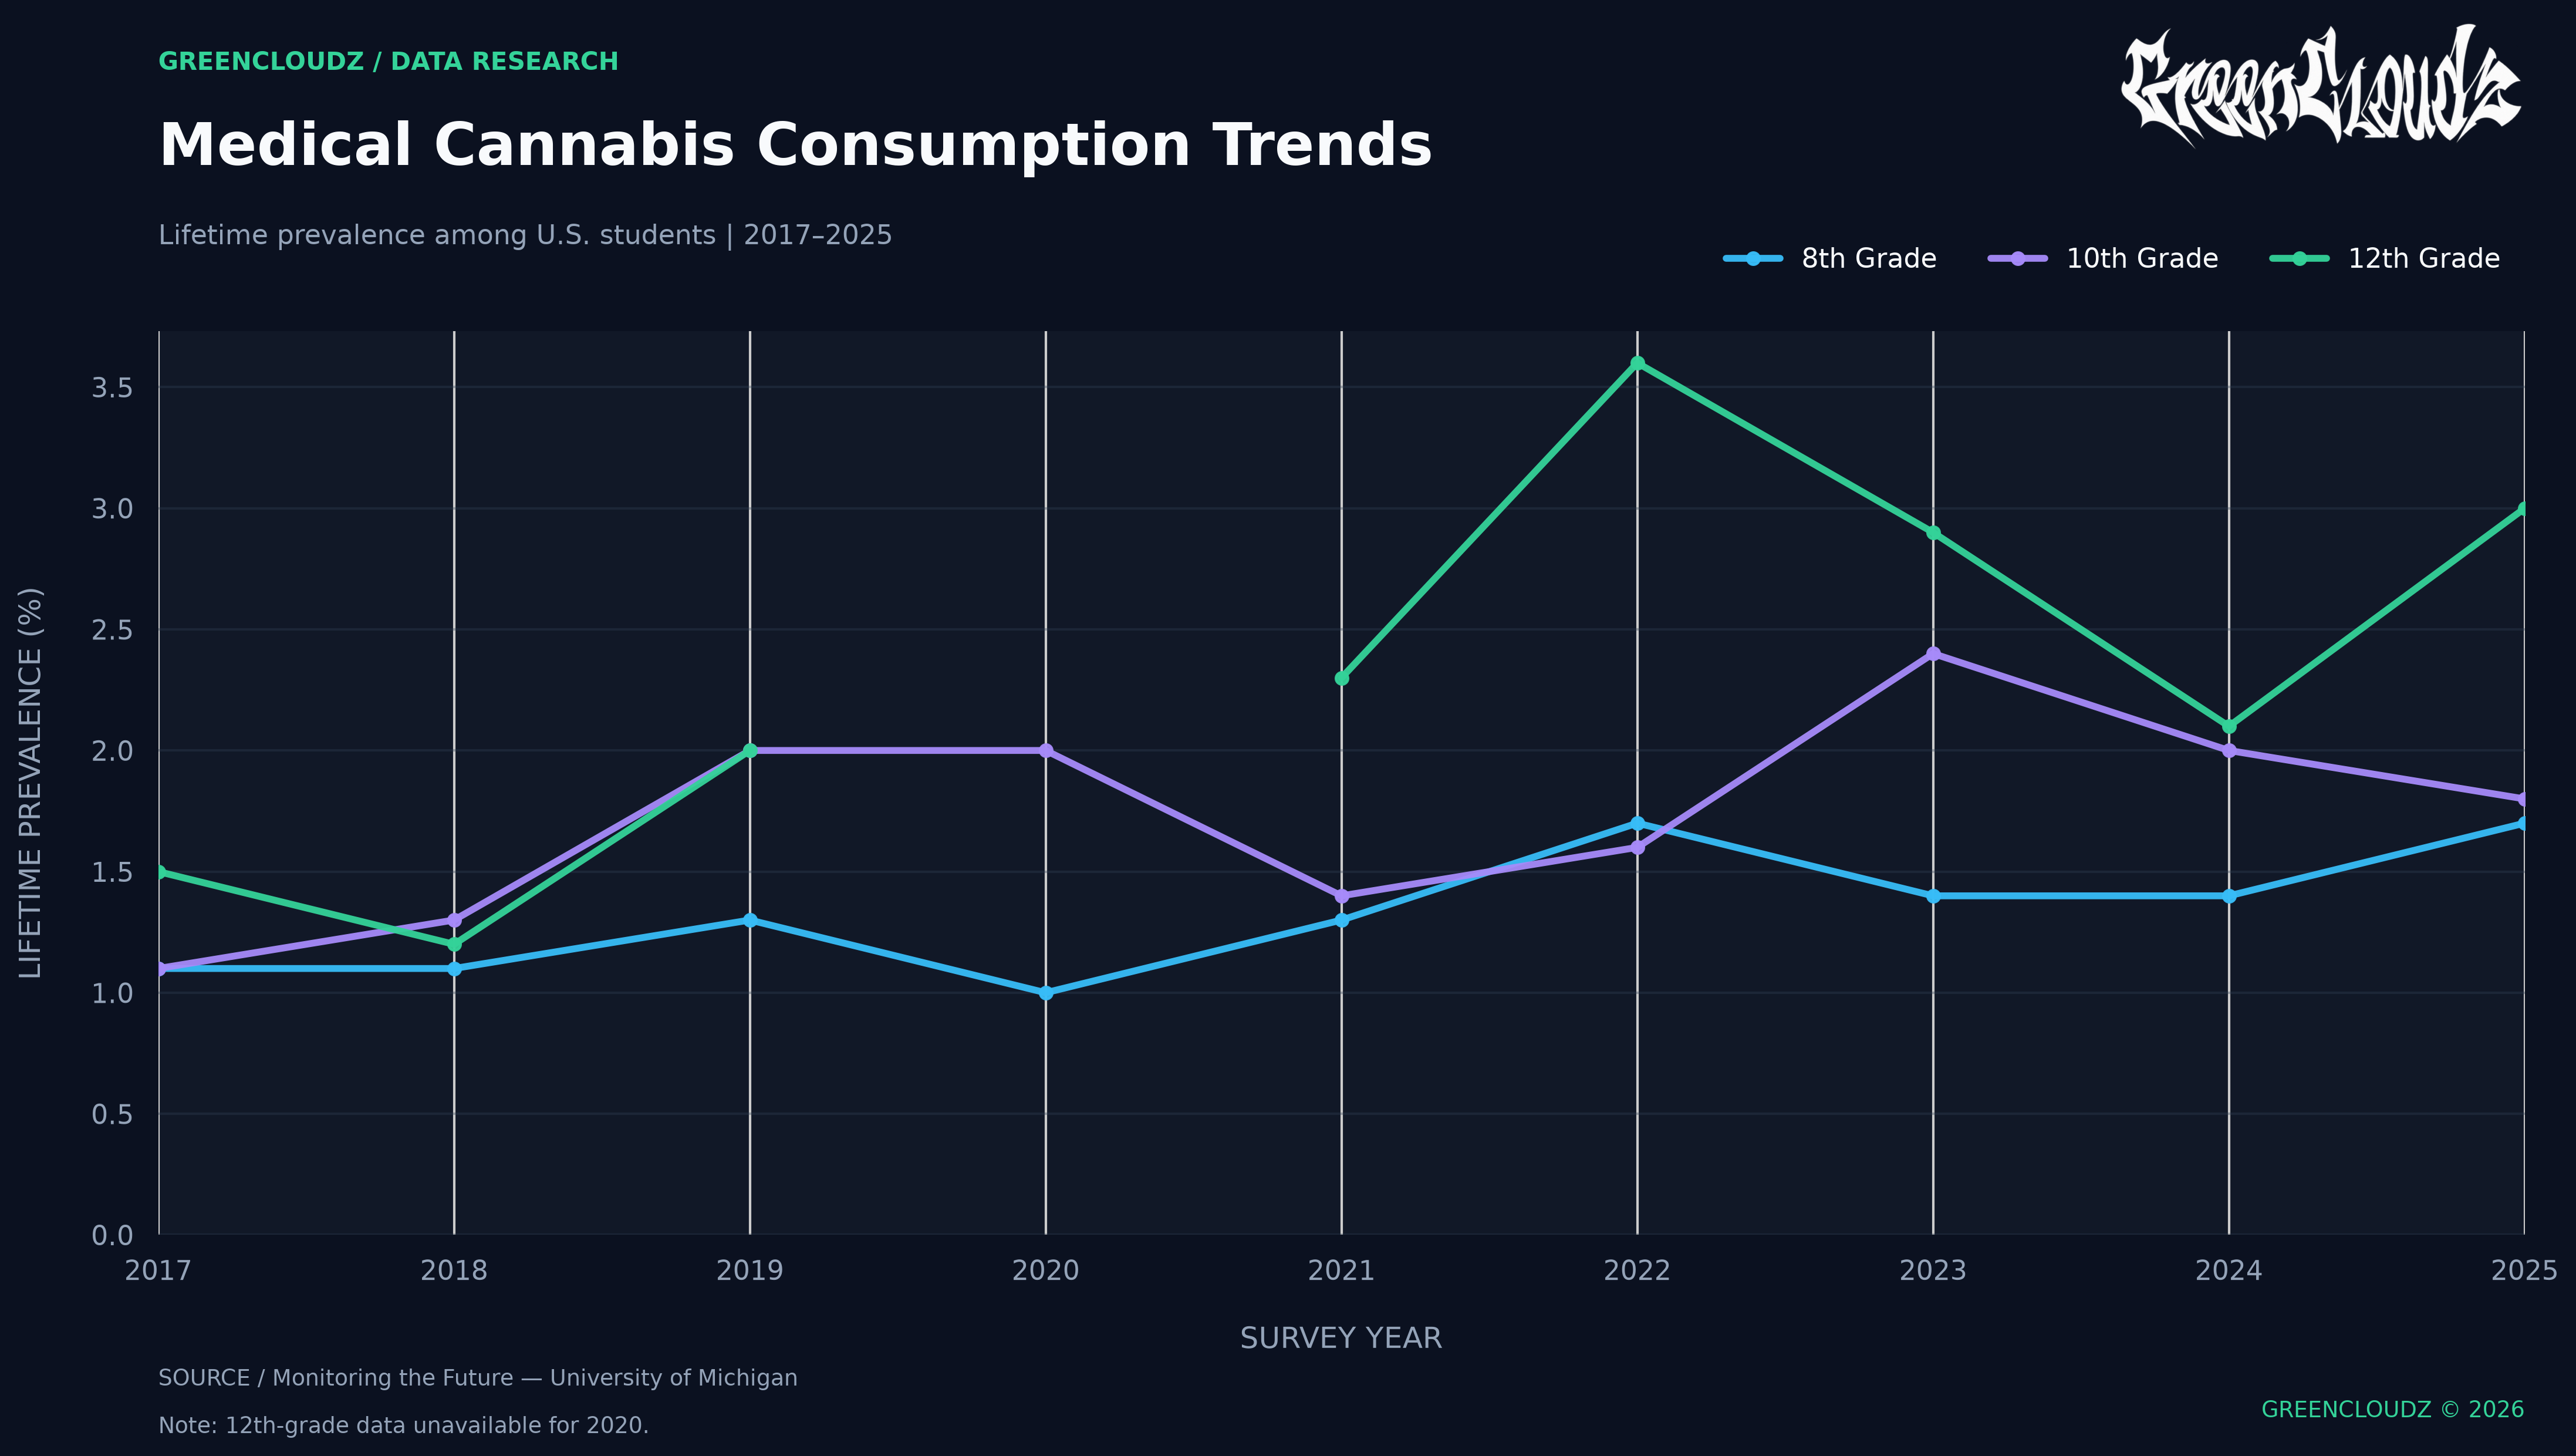 GREENCLOUDZ / DATA RESEARCH
GreenCloudz
Medical Cannabis Consumption Trends
Lifetime prevalence among U.S. students | 2017–2025
8th Grade 10th Grade 12th Grade
LIFETIME PREVALENCE (%)
3.5
3.0
2.5
2.0
1.5
1.0
0.5
0.0
2017 2018 2019 2020 2021 2022 2023 2024 2025
SURVEY YEAR
SOURCE / Monitoring the Future — University of Michigan
Note: 12th-grade data unavailable for 2020.
GREENCLOUDZ © 2026